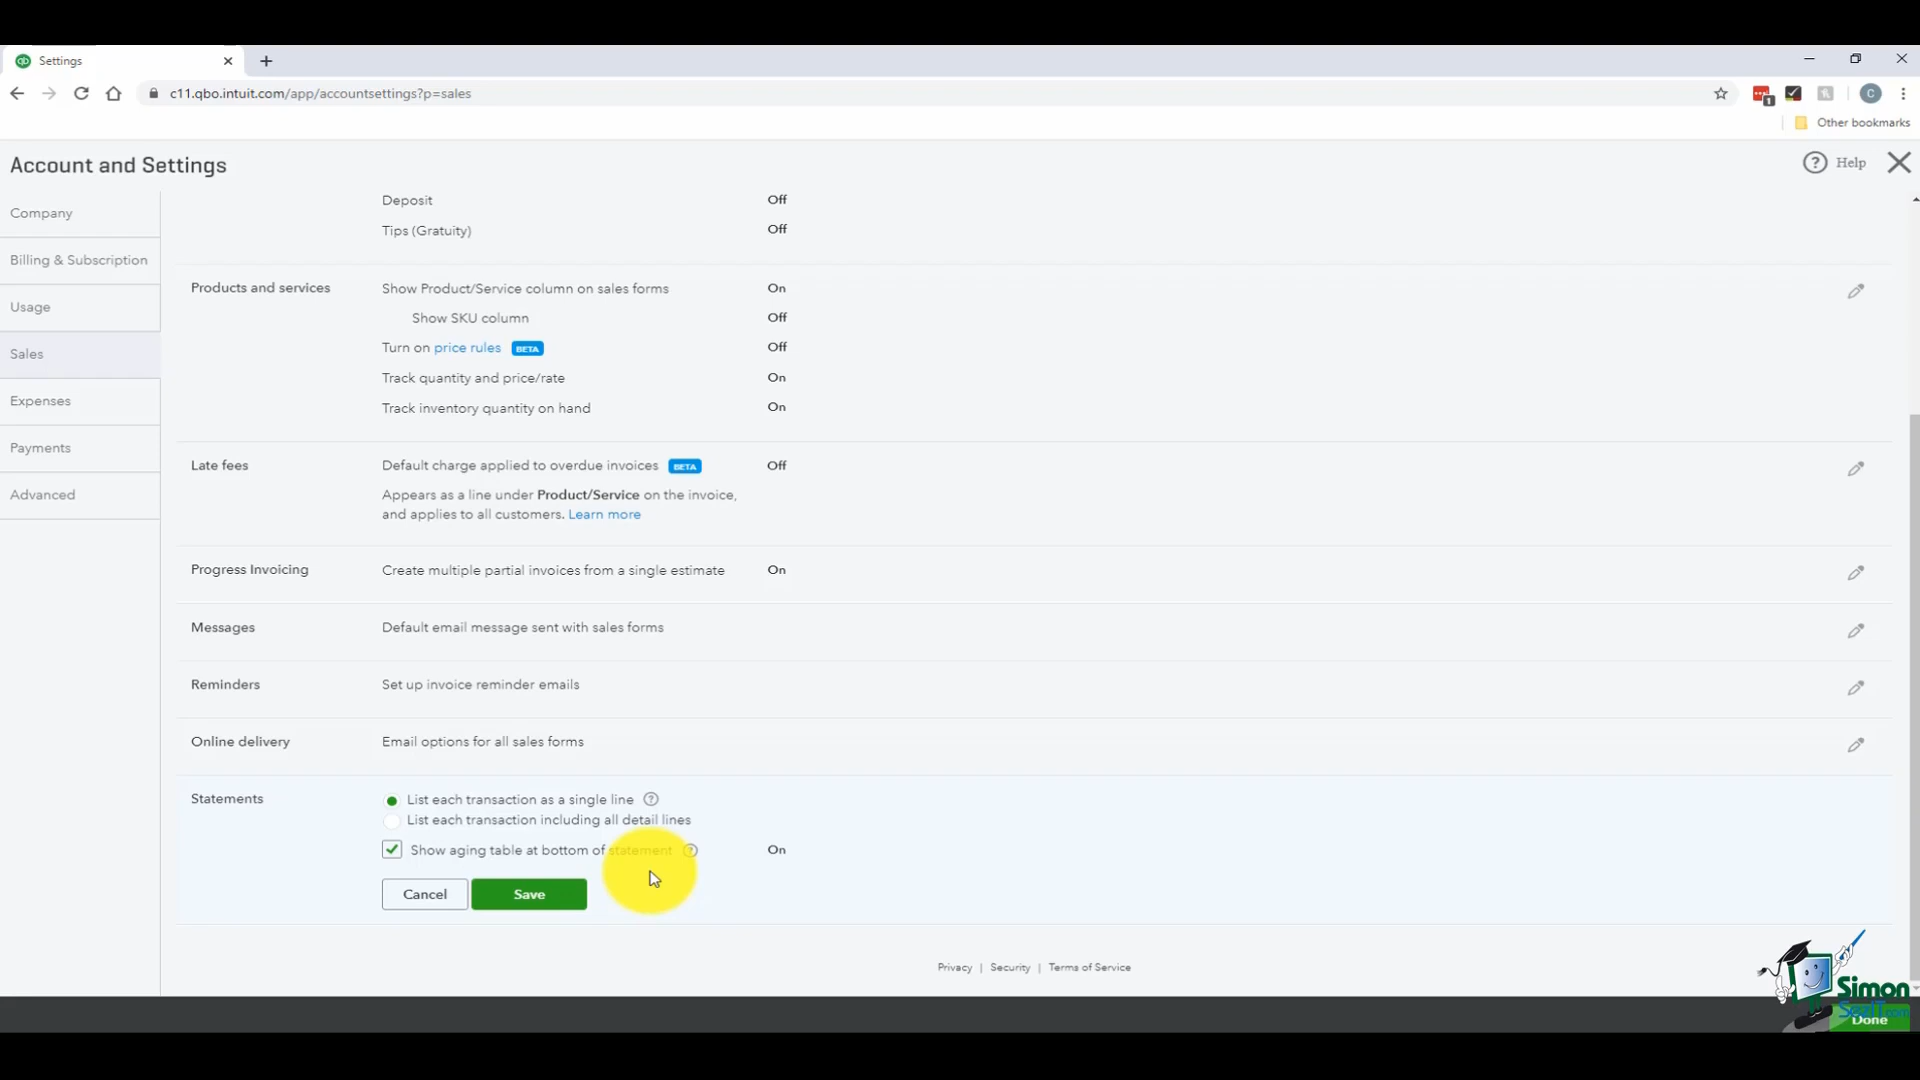 Settings
c11.qbo.intuit.com/app/accountsettings?p=sales
C
1
Other bookmarks
Account and Settings
Help
Company
Billing & Subscription
Usage
Sales
Expenses
Payments
Advanced
Deposit Off
Tips (Gratuity) Off
Products and services Show Product/Service column on sales forms On
Show SKU column Off
Turn on price rules BETA Off
Track quantity and price/rate On
Track inventory quantity on hand On
Late fees Default charge applied to overdue invoices BETA Off
Appears as a line under Product/Service on the invoice,
and applies to all customers. Learn more
Progress Invoicing Create multiple partial invoices from a single estimate On
Messages Default email message sent with sales forms
Reminders Set up invoice reminder emails
Online delivery Email options for all sales forms
Statements List each transaction as a single line
List each transaction including all detail lines
Show aging table at bottom of statement On
Cancel Save
Privacy | Security | Terms of Service
Simon
SezIT.com
Done